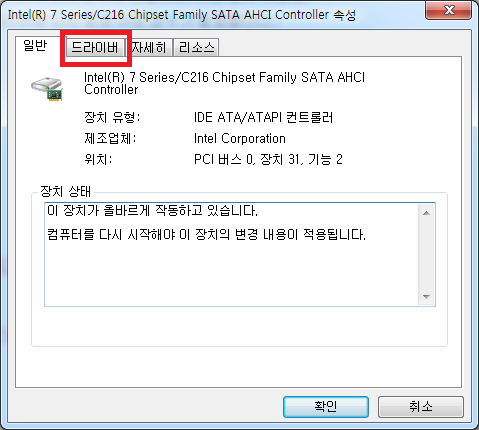 Intel(R) 7 Series/C216 Chipset Family SATA AHCI Controller 속성
일반 드라이버 자세히 리소스
Intel(R) 7 Series/C216 Chipset Family SATA AHCI
Controller
장치 유형: IDE ATA/ATAPI 컨트롤러
제조업체: Intel Corporation
위치: PCI 버스 0, 장치 31, 기능 2
장치 상태
이 장치가 올바르게 작동하고 있습니다.
컴퓨터를 다시 시작해야 이 장치의 변경 내용이 적용됩니다.
확인 취소